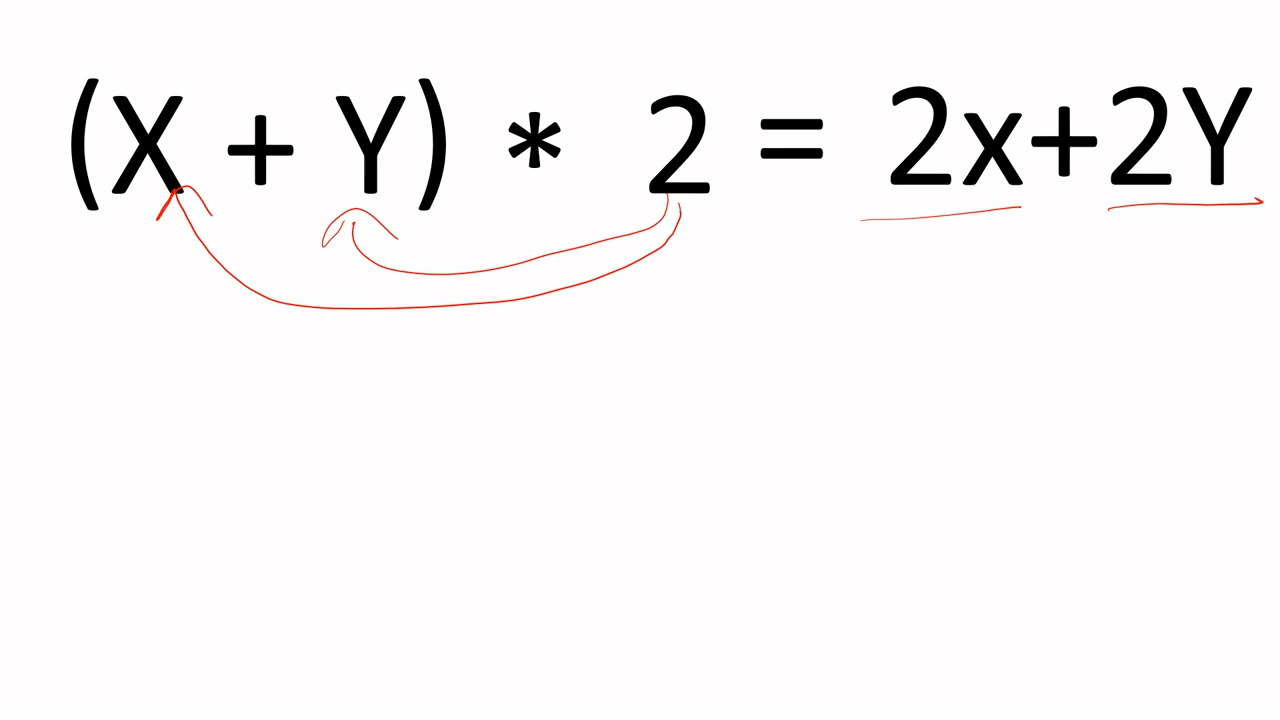 (X + Y) * 2 = 2x+2Y